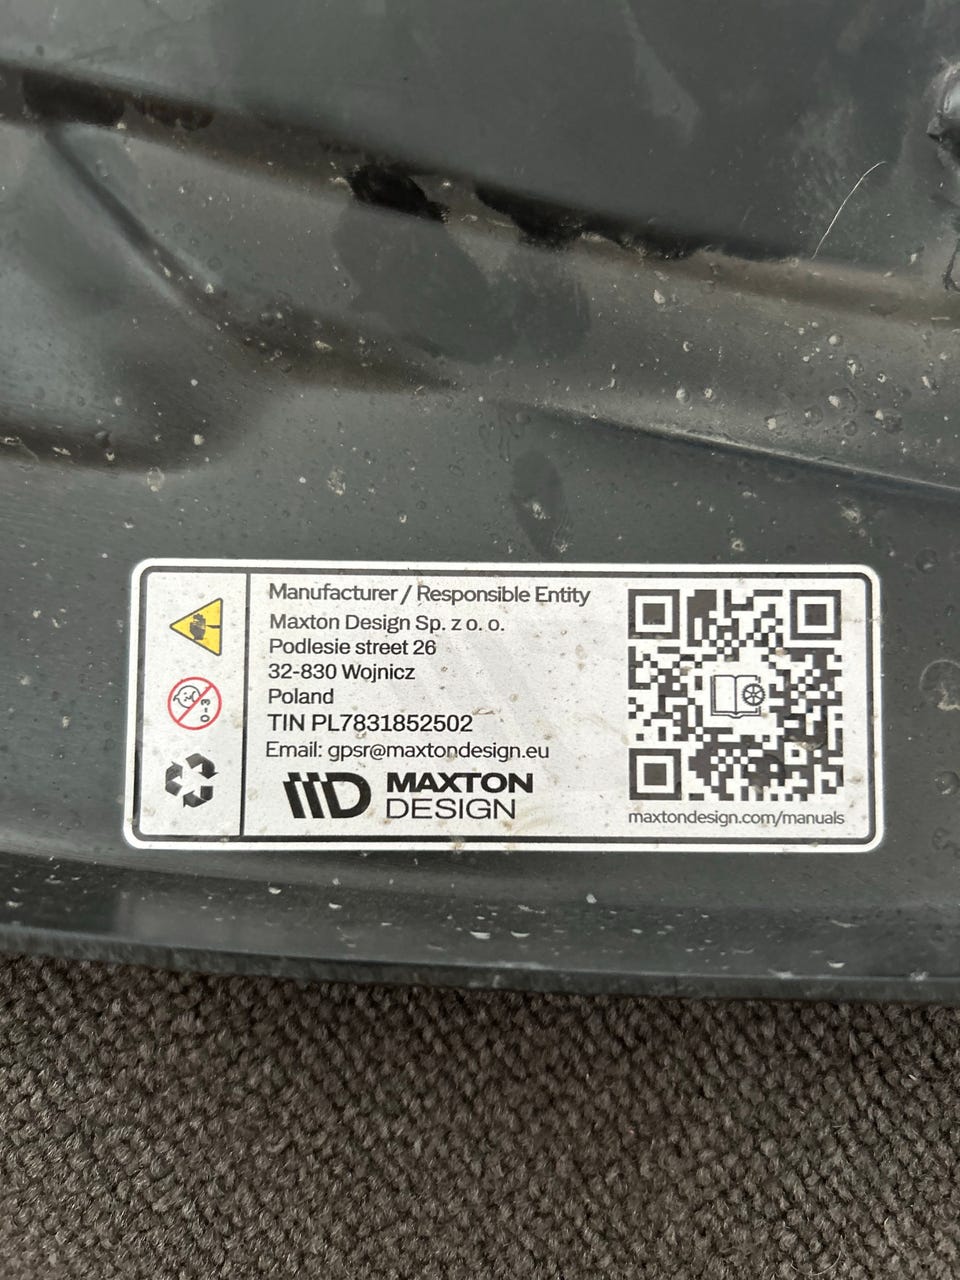 Manufacturer / Responsible Entity
Maxton Design Sp. z o. o.
Podlesie street 26
32-830 Wojnicz
Poland
TIN PL7831852502
Email: gpsr@maxtondesign.eu
MAXTON
DESIGN
maxtondesign.com/manuals
0-3